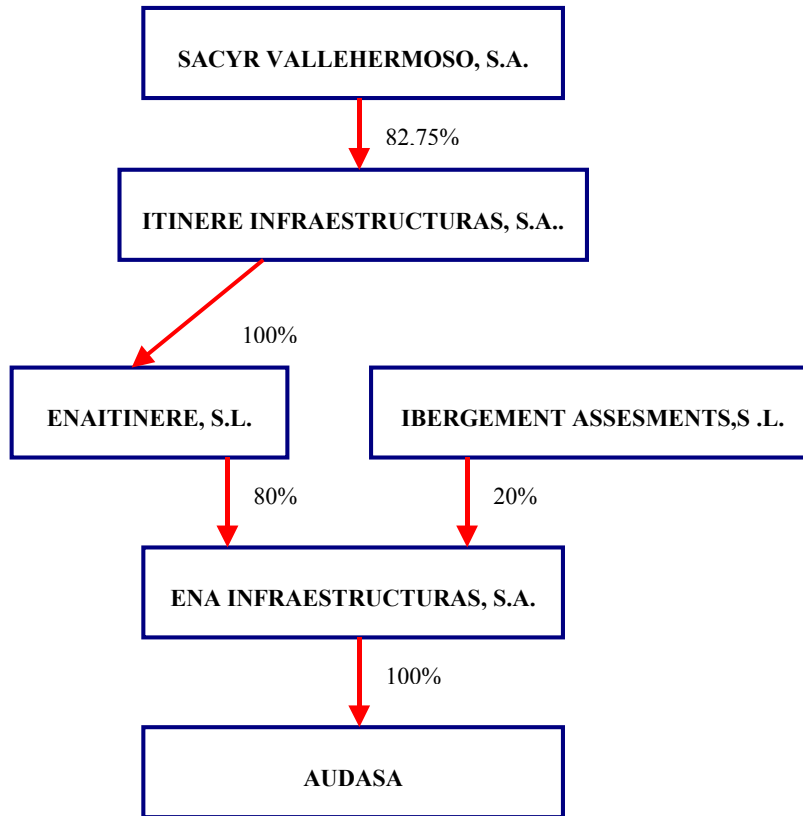 SACYR VALLEHERMOSO, S.A.
82.75%
ITINERE INFRAESTRUCTURAS, S.A..
100%
ENAITINERE, S.L.
IBERGEMENT ASSESMENTS,S .L.
80%
20%
ENA INFRAESTRUCTURAS, S.A.
100%
AUDASA